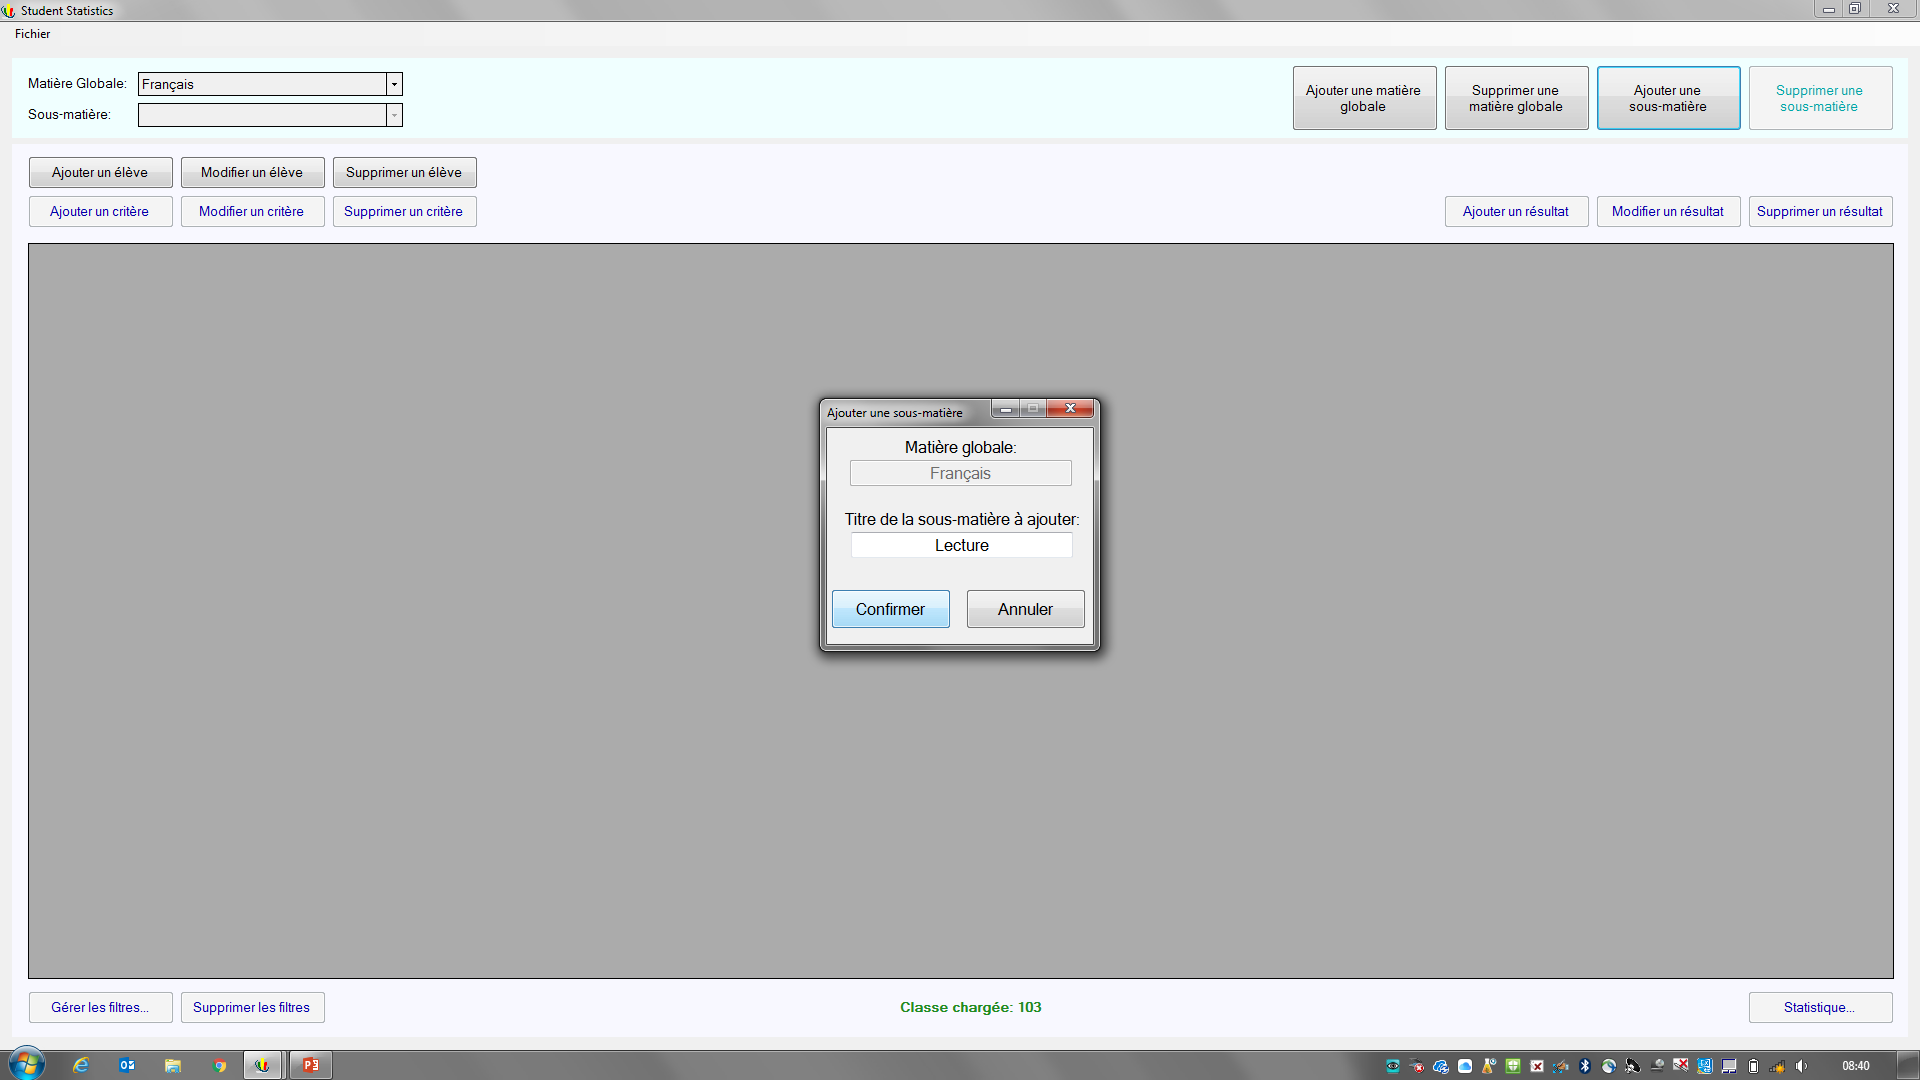 Student Statistics
Fichier
Matière Globale:
Français
Sous-matière:
Ajouter une matière
globale
Supprimer une
matière globale
Ajouter une
sous-matière
Supprimer une
sous-matière
Ajouter un élève
Modifier un élève
Supprimer un élève
Ajouter un critère
Modifier un critère
Supprimer un critère
Ajouter un résultat
Modifier un résultat
Supprimer un résultat
Ajouter une sous-matière
Matière globale:
Français
Titre de la sous-matière à ajouter:
Lecture
Confirmer
Annuler
Gérer les filtres...
Supprimer les filtres
Classe chargée: 103
Statistique...
08:40